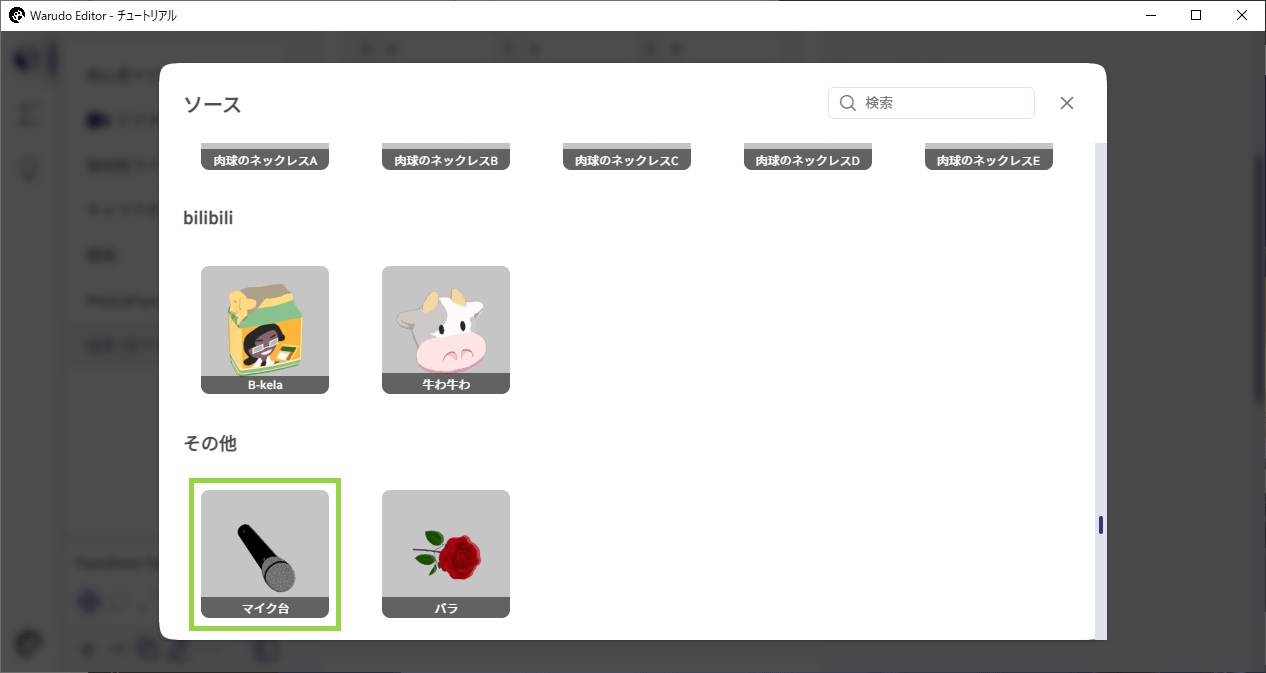 Warudo Editor - チュートリアル
ソース
検索
肉球のネックレスA
肉球のネックレスB
肉球のネックレスC
肉球のネックレスD
肉球のネックレスE
bilibili
B-kela
牛わ牛わ
その他
マイク台
バラ